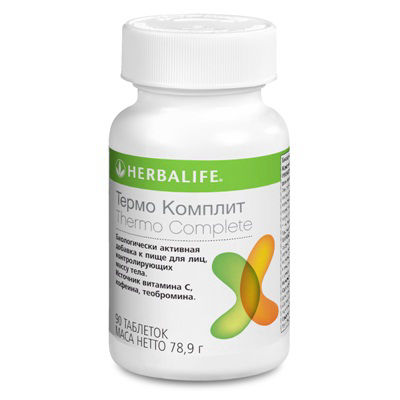 HERBALIFE
Термо Комплит
Thermo Complete
Биологически активная
добавка к пище для лиц,
контролирующих
массу тела.
Источник витамина С,
кофеина, теобромина.
90 ТАБЛЕТОК
МАССА НЕТТО 78,9 г